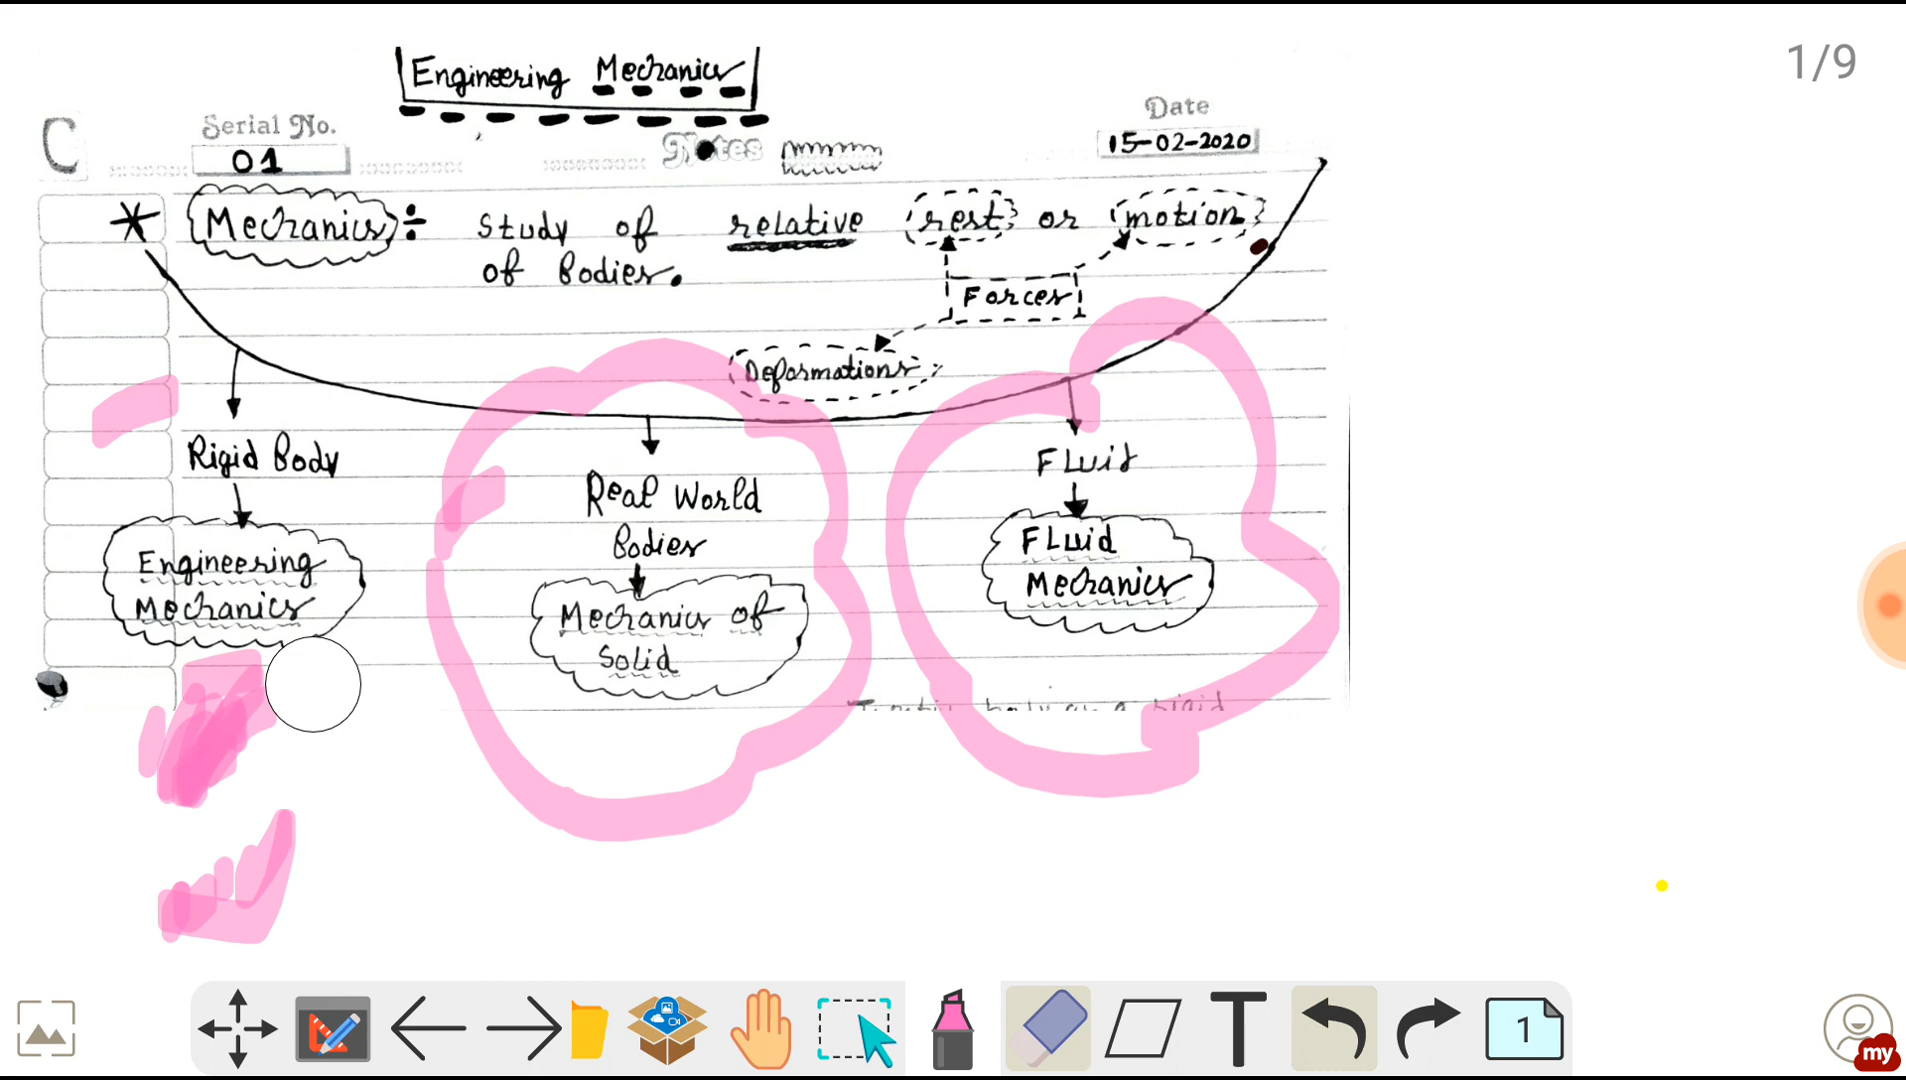 1/9
Engineering Mechanics
C
Serial No.
01
Notes
Date
15-02-2020
* Mechanics ÷ study of relative rest or motion
of bodies.
Forces
Deformations
Rigid Body
Real World
Bodies
FLuid
Engineering
Mechanics
Mechanics of
Solid
FLuid
Mechanics
a rigid
T
1
my